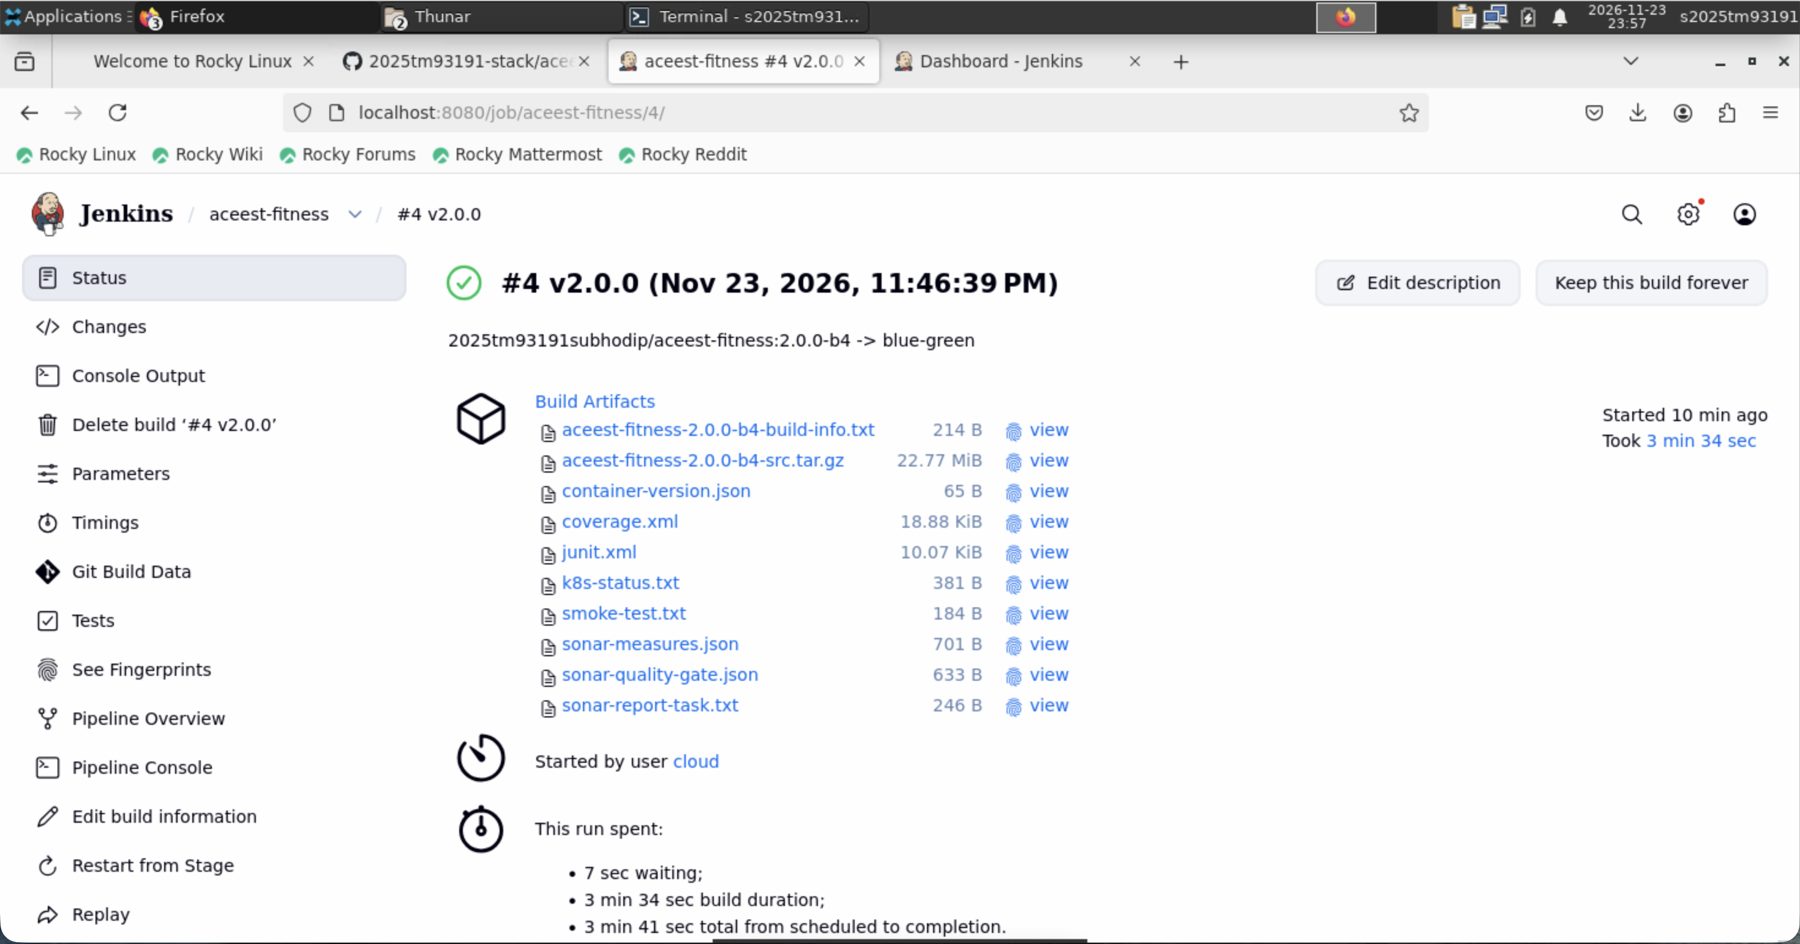 Applications Firefox Thunar Terminal - s2025tm931... 2026-11-23 23:57 s2025tm93191
3 2
Welcome to Rocky Linux 2025tm93191-stack/acee aceest-fitness #4 v2.0.0 Dashboard - Jenkins
localhost:8080/job/aceest-fitness/4/
Rocky Linux Rocky Wiki Rocky Forums Rocky Mattermost Rocky Reddit
Jenkins / aceest-fitness / #4 v2.0.0
Status
Changes
Console Output
Delete build ‘#4 v2.0.0’
Parameters
Timings
Git Build Data
Tests
See Fingerprints
Pipeline Overview
Pipeline Console
Edit build information
Restart from Stage
Replay
#4 v2.0.0 (Nov 23, 2026, 11:46:39 PM)
Edit description
Keep this build forever
2025tm93191subhodip/aceest-fitness:2.0.0-b4 -> blue-green
Started 10 min ago
Took 3 min 34 sec
Build Artifacts
aceest-fitness-2.0.0-b4-build-info.txt 214 B view
aceest-fitness-2.0.0-b4-src.tar.gz 22.77 MiB view
container-version.json 65 B view
coverage.xml 18.88 KiB view
junit.xml 10.07 KiB view
k8s-status.txt 381 B view
smoke-test.txt 184 B view
sonar-measures.json 701 B view
sonar-quality-gate.json 633 B view
sonar-report-task.txt 246 B view
Started by user cloud
This run spent:
• 7 sec waiting;
• 3 min 34 sec build duration;
• 3 min 41 sec total from scheduled to completion.